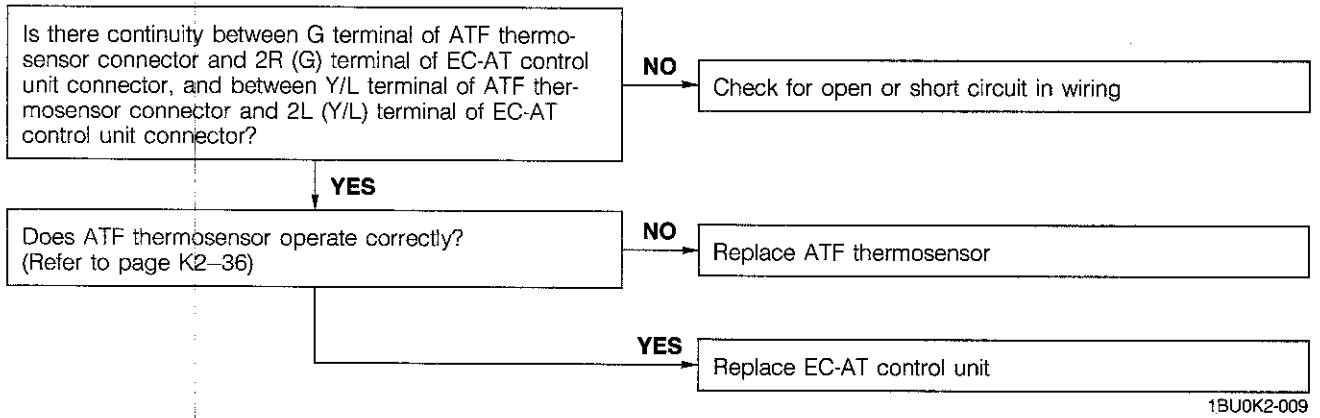 Is there continuity between G terminal of ATF thermo-
sensor connector and 2R (G) terminal of EC-AT control
unit connector, and between Y/L terminal of ATF ther-
mosensor connector and 2L (Y/L) terminal of EC-AT
control unit connector?
NO
Check for open or short circuit in wiring
YES
Does ATF thermosensor operate correctly?
(Refer to page K2–36)
NO
Replace ATF thermosensor
YES
Replace EC-AT control unit
1BU0K2-009